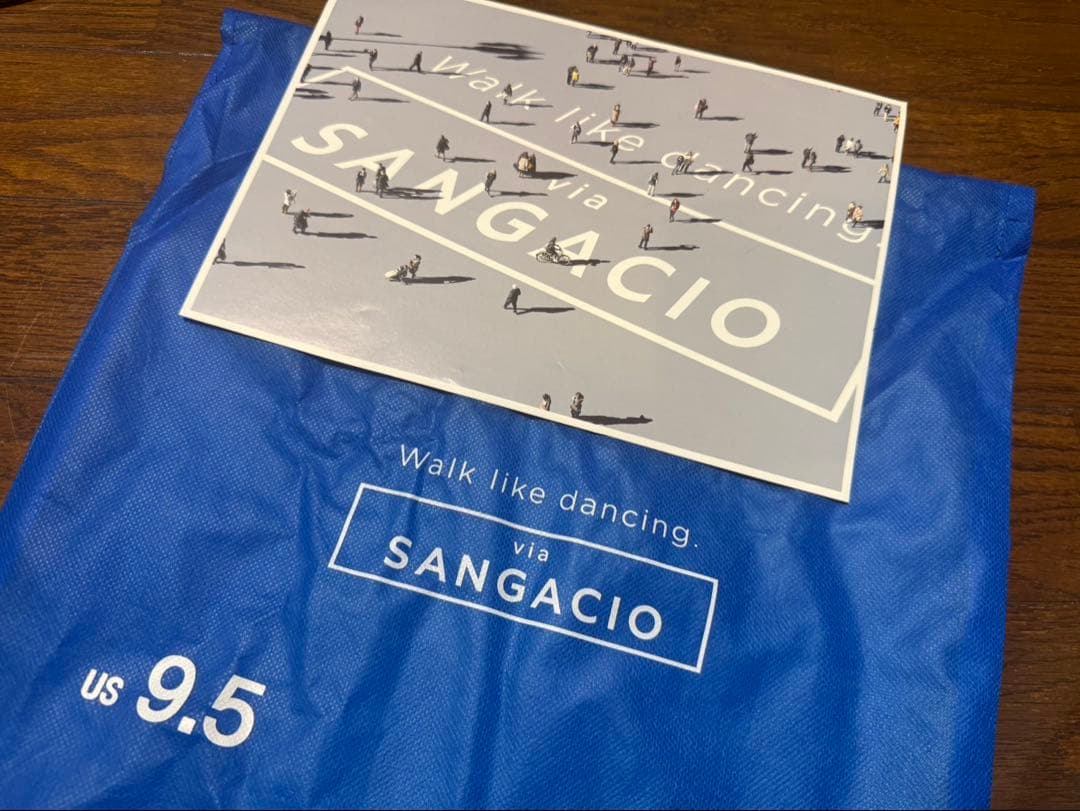 Walk like dancing.
via
SANGACIO
Walk like dancing.
via
SANGACIO
US 9.5